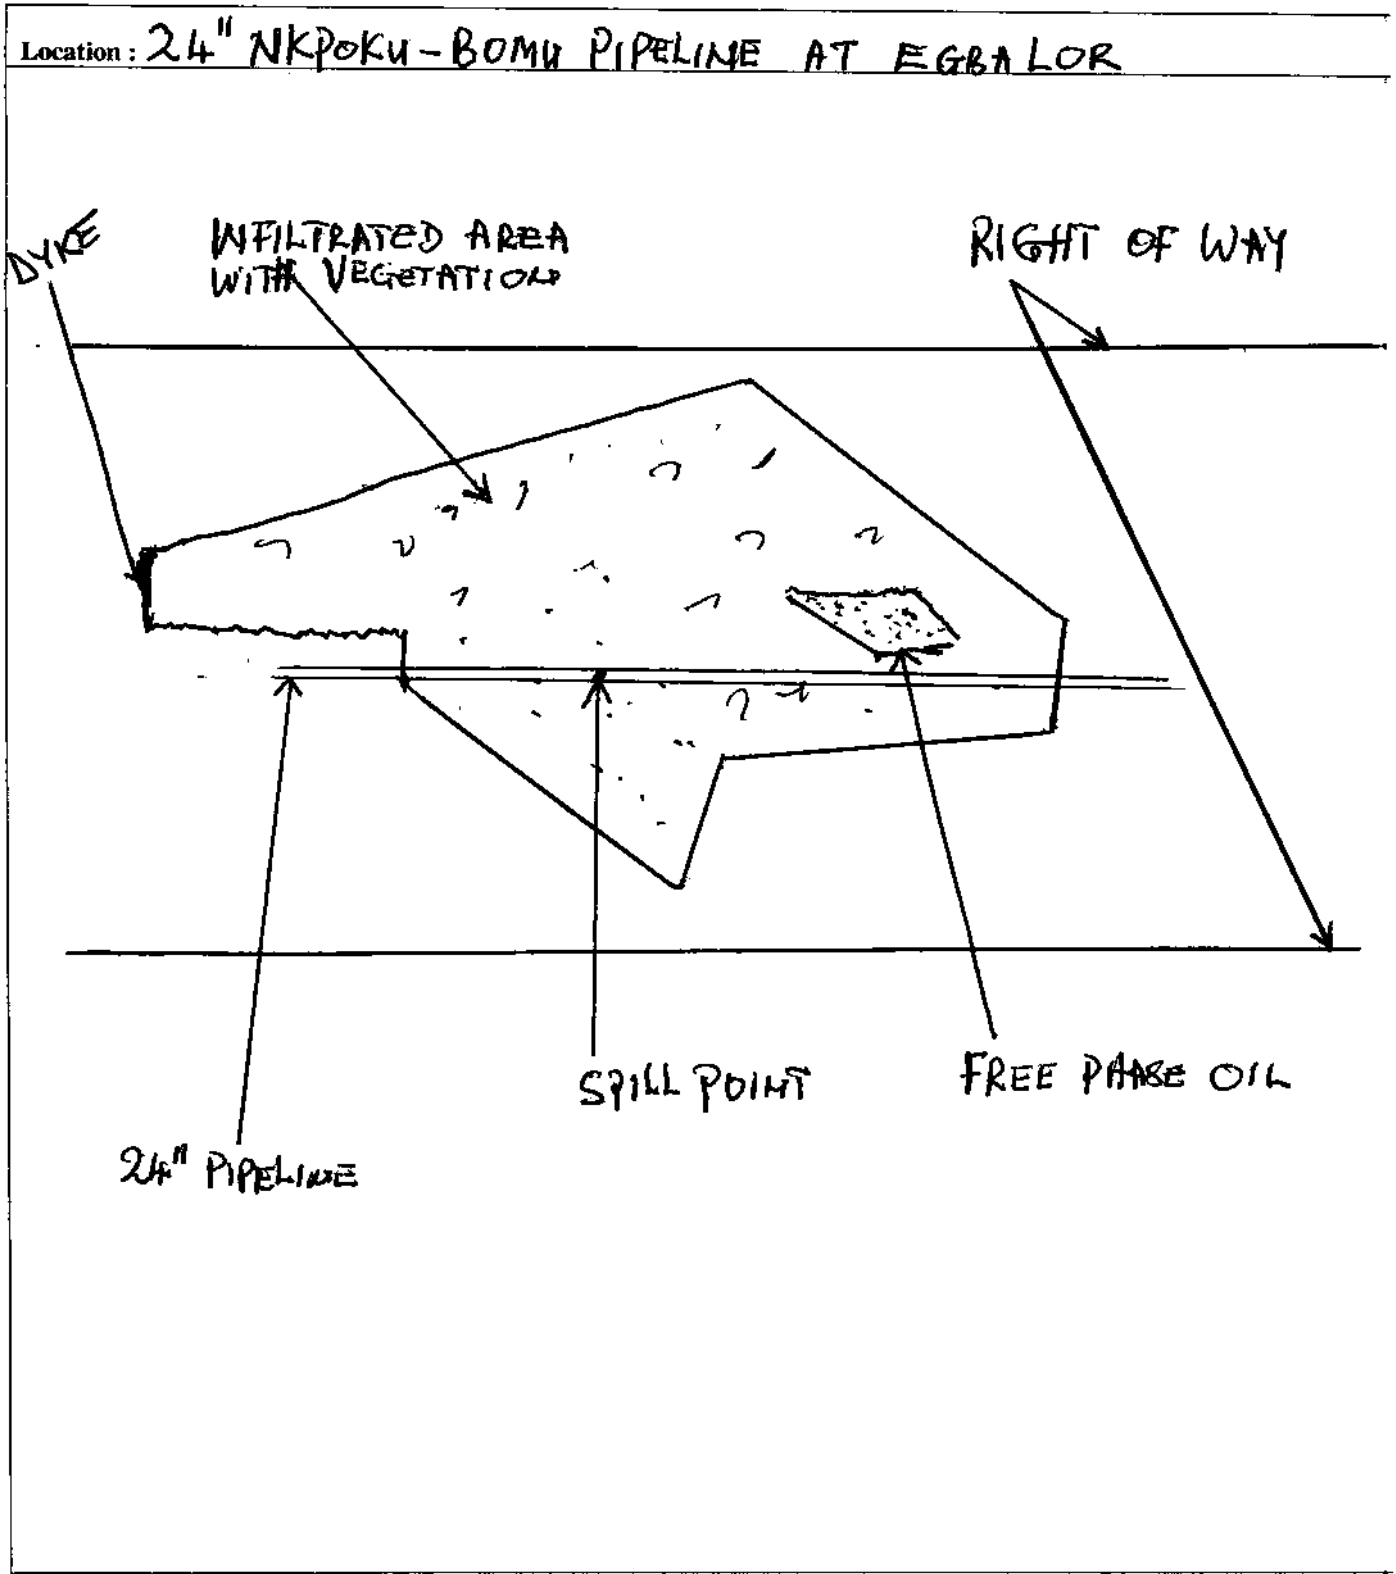 Location : 24" NKPOKU-BOMU PIPELINE AT EGBALOR
DYKE
INFILTRATED AREA
WITH VEGETATION
RIGHT OF WAY
SPILL POINT
FREE PHASE OIL
24" PIPELINE